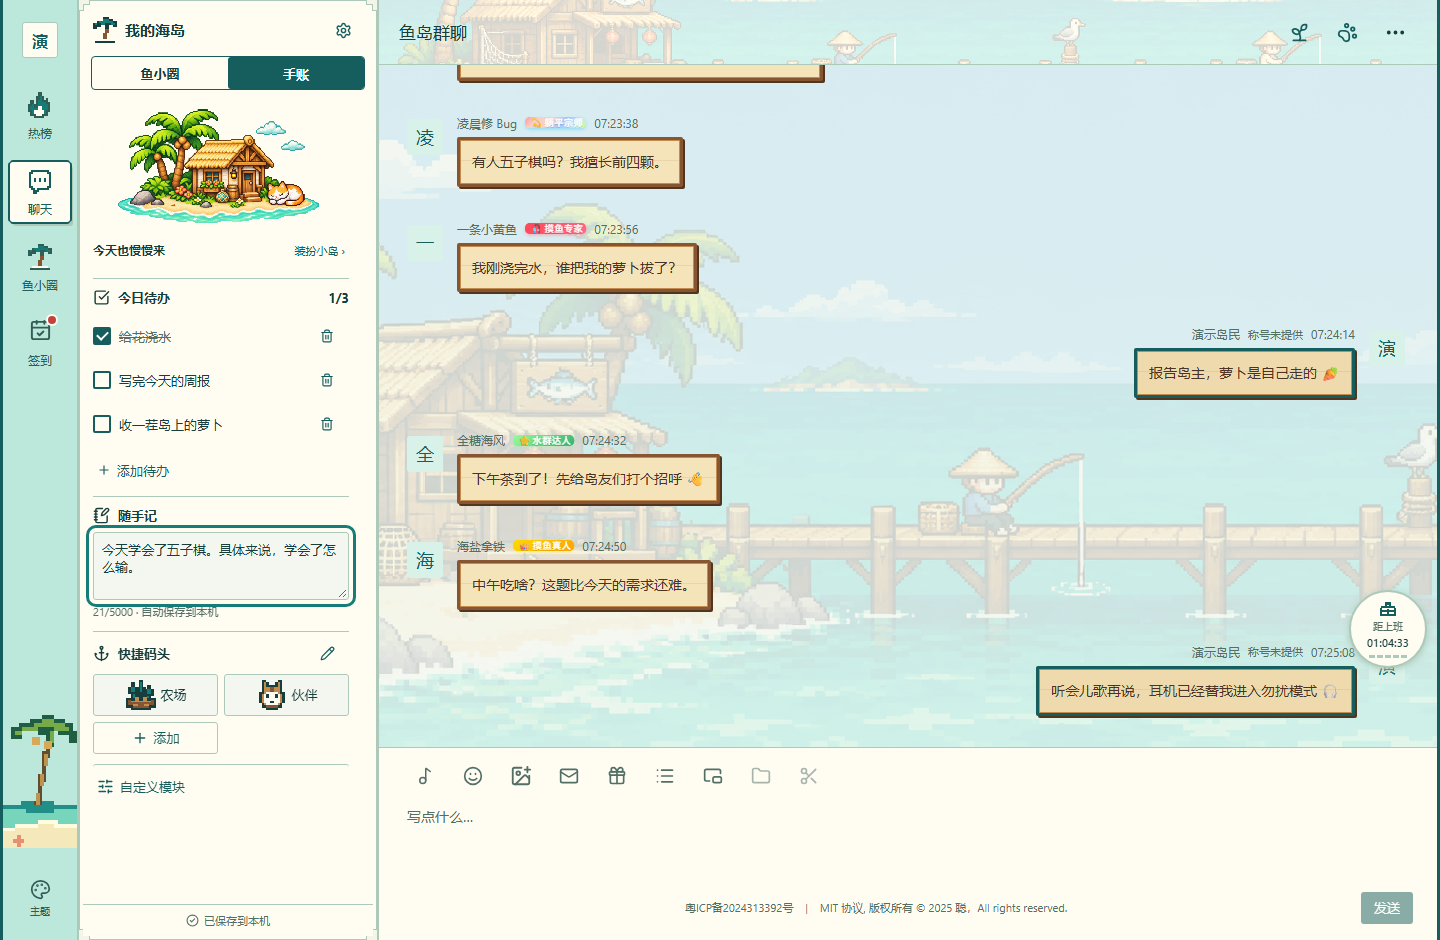 演
热榜
聊天
鱼小圈
签到
主题
我的海岛
鱼小圈
手账
今天也慢慢来
装扮小岛 ›
今日待办
1/3
给花浇水
写完今天的周报
收一茬岛上的萝卜
+ 添加待办
随手记
今天学会了五子棋。具体来说，学会了怎
么输。
21/5000 · 自动保存到本机
快捷码头
农场
伙伴
+ 添加
自定义模块
已保存到本机
鱼岛群聊
凌
凌晨修 Bug
07:23:38
有人五子棋吗？我擅长前四颗。
一
一条小黄鱼 摸鱼专家 07:23:56
我刚浇完水，谁把我的萝卜拔了？
演示岛民 称号未提供 07:24:14
演
报告岛主，萝卜是自己走的
全
全糖海风 水群达人 07:24:32
下午茶到了！先给岛友们打个招呼
海
海盐拿铁 摸鱼真人 07:24:50
中午吃啥？这题比今天的需求还难。
距上班
01:04:33
演示岛民 称号未提供 07:25:08
演
听会儿歌再说，耳机已经替我进入勿扰模式
写点什么...
粤ICP备2024313392号 | MIT 协议, 版权所有 © 2025 聪，All rights reserved.
发送